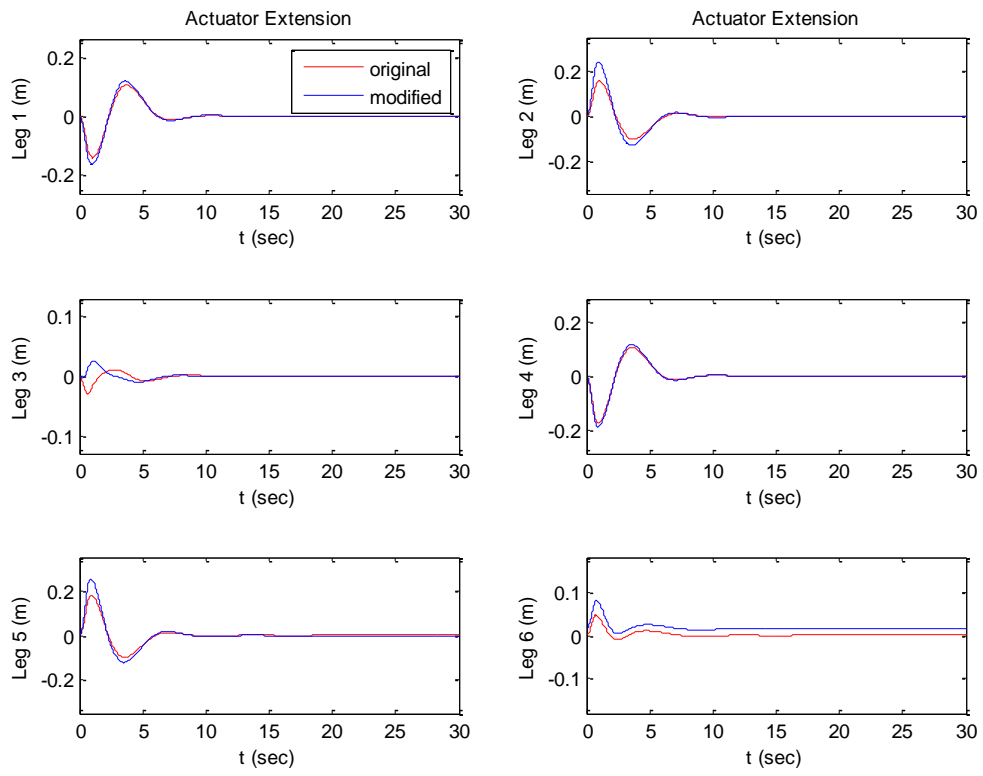 Actuator Extension
Leg 1 (m)
0.2
0
-0.2
original
modified
0 5 10 15 20 25 30
t (sec)
Actuator Extension
Leg 2 (m)
0.2
0
-0.2
0 5 10 15 20 25 30
t (sec)
Leg 3 (m)
0.1
0
-0.1
0 5 10 15 20 25 30
t (sec)
Leg 4 (m)
0.2
0
-0.2
0 5 10 15 20 25 30
t (sec)
Leg 5 (m)
0.2
0
-0.2
0 5 10 15 20 25 30
t (sec)
Leg 6 (m)
0.1
0
-0.1
0 5 10 15 20 25 30
t (sec)